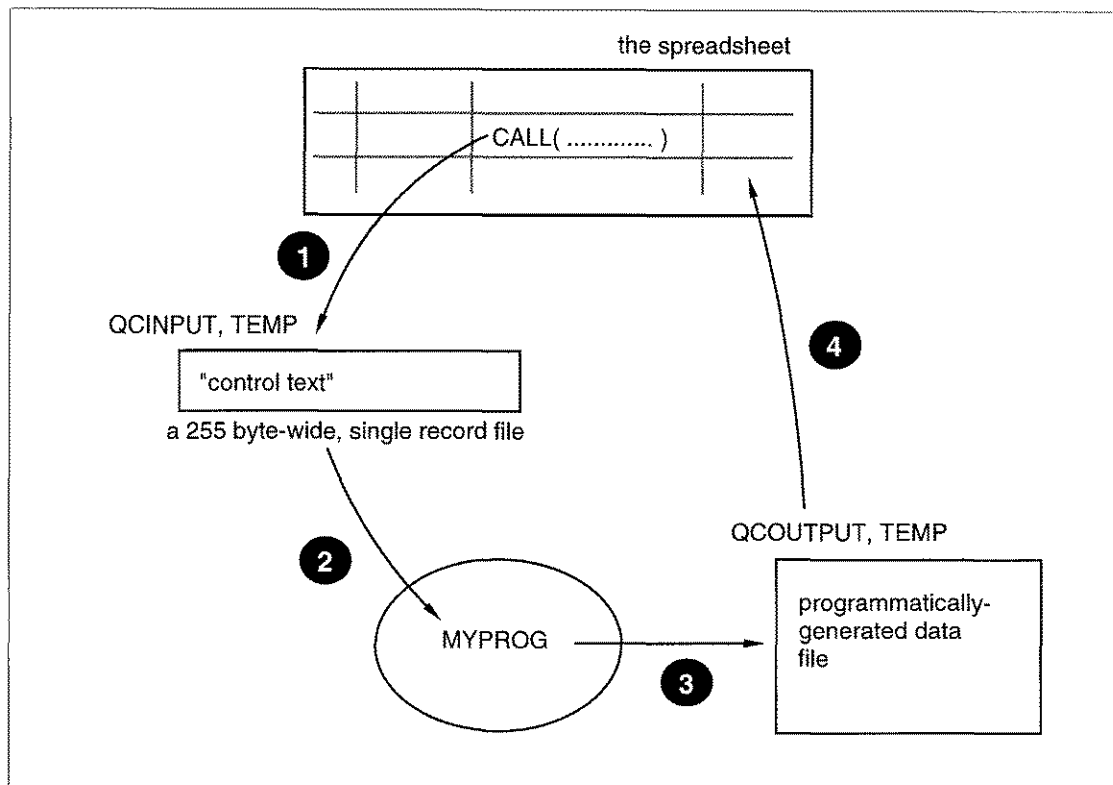 the spreadsheet
CALL( ............. )
1
QCINPUT, TEMP
"control text"
a 255 byte-wide, single record file
2
MYPROG
3
QCOUTPUT, TEMP
programmatically-
generated data
file
4